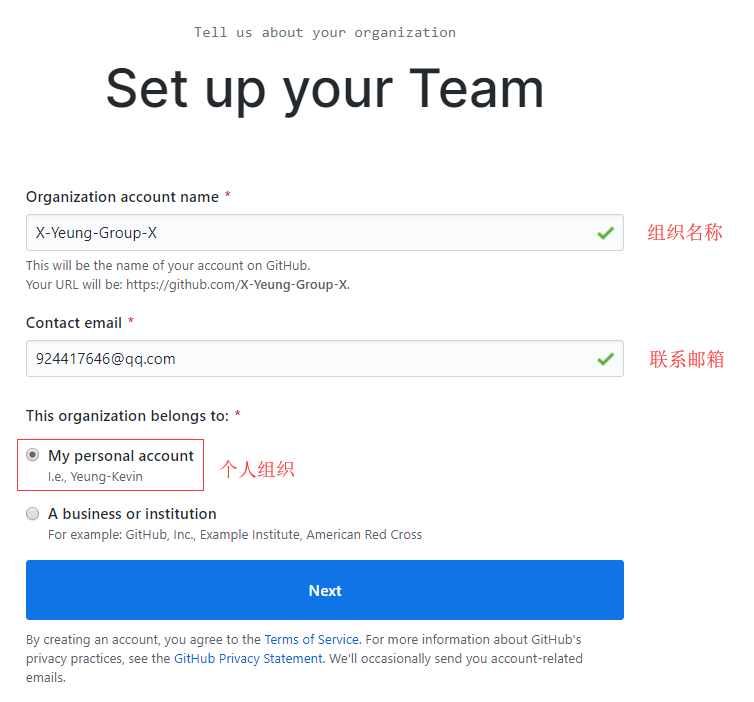 Tell us about your organization
Set up your Team
Organization account name *
X-Yeung-Group-X
组织名称
This will be the name of your account on GitHub.
Your URL will be: https://github.com/X-Yeung-Group-X.
Contact email *
924417646@qq.com
联系邮箱
This organization belongs to: *
My personal account
I.e., Yeung-Kevin
个人组织
A business or institution
For example: GitHub, Inc., Example Institute, American Red Cross
Next
By creating an account, you agree to the Terms of Service. For more information about GitHub's
privacy practices, see the GitHub Privacy Statement. We'll occasionally send you account-related
emails.